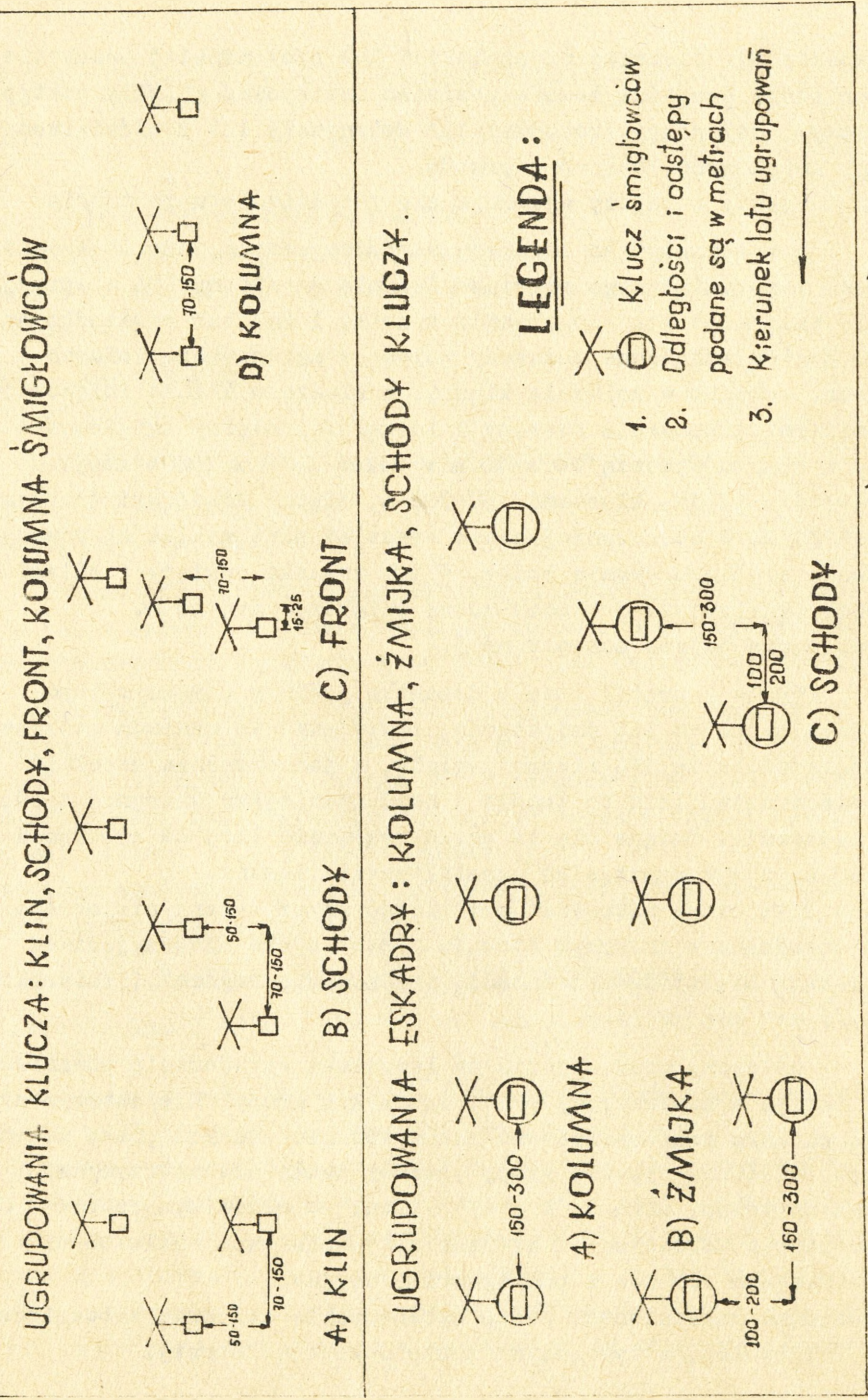 UGRUPOWANIA KLUCZA: KLIN, SCHODY, FRONT, KOLUMNA ŚMIGŁOWCÓW
50-150
70-150
A) KLIN
50-150
70-150
B) SCHODY
70-150
15-25
C) FRONT
70-150
D) KOLUMNA
UGRUPOWANIA ESKADRY: KOLUMNA, ŻMIJKA, SCHODY KLUCZY.
150-300
A) KOLUMNA
B) ŻMIJKA
100-200
150-300
150-300
100
200
C) SCHODY
LEGENDA:
1. Klucz śmigłowców
2. Odległości i odstępy
podane są w metrach
3. Kierunek lotu ugrupowań